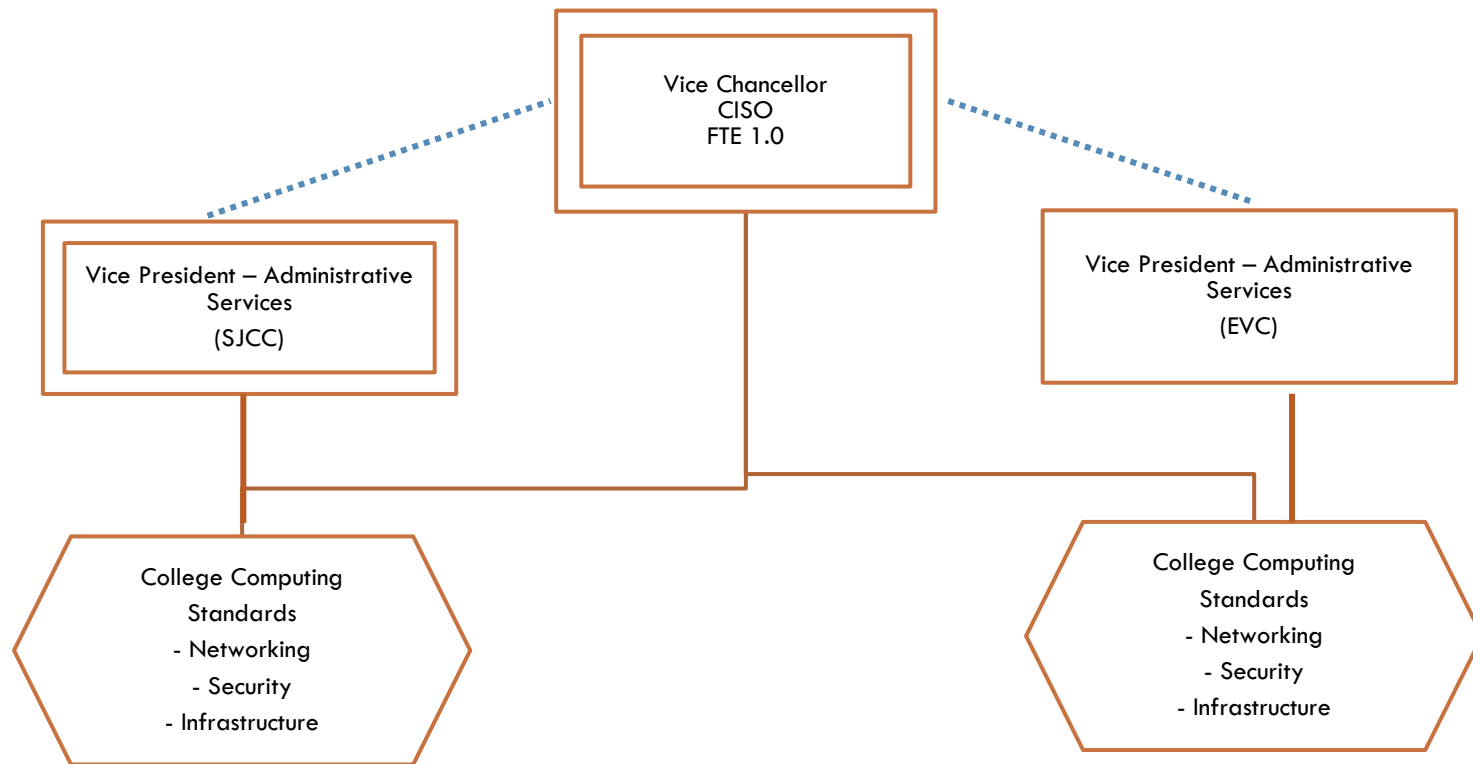 Vice Chancellor
CISO
FTE 1.0
Vice President – Administrative
Services
(SJCC)
Vice President – Administrative
Services
(EVC)
College Computing
Standards
- Networking
- Security
- Infrastructure
College Computing
Standards
- Networking
- Security
- Infrastructure